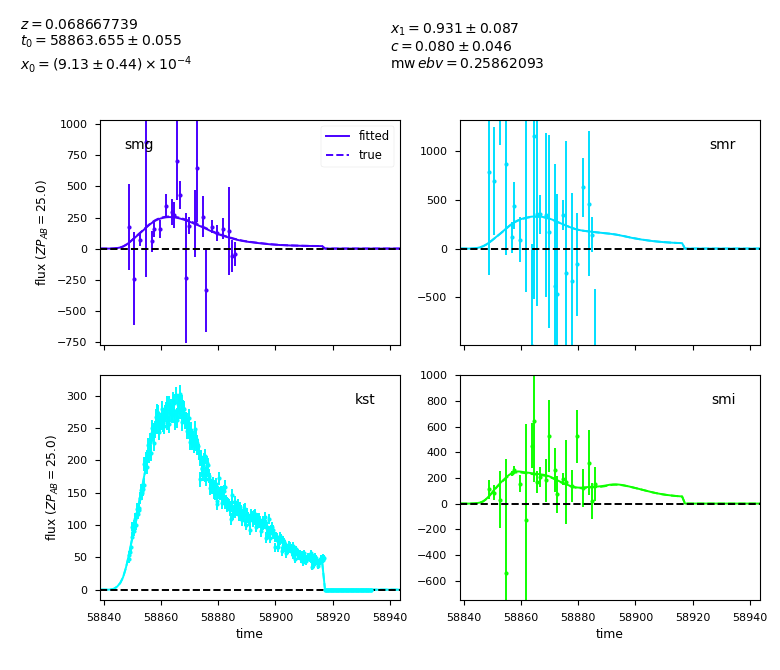 z = 0.068667739
t₀ = 58863.655 ± 0.055
x₀ = (9.13 ± 0.44) × 10⁻⁴
x₁ = 0.931 ± 0.087
c = 0.080 ± 0.046
mw ebv = 0.25862093
smg
fitted
true
1000
750
500
250
0
−250
−500
−750
flux (ZP_AB = 25.0)
smr
1000
500
0
−500
kst
300
250
200
150
100
50
0
flux (ZP_AB = 25.0)
58840 58860 58880 58900 58920 58940
time
smi
1000
800
600
400
200
0
−200
−400
−600
58840 58860 58880 58900 58920 58940
time